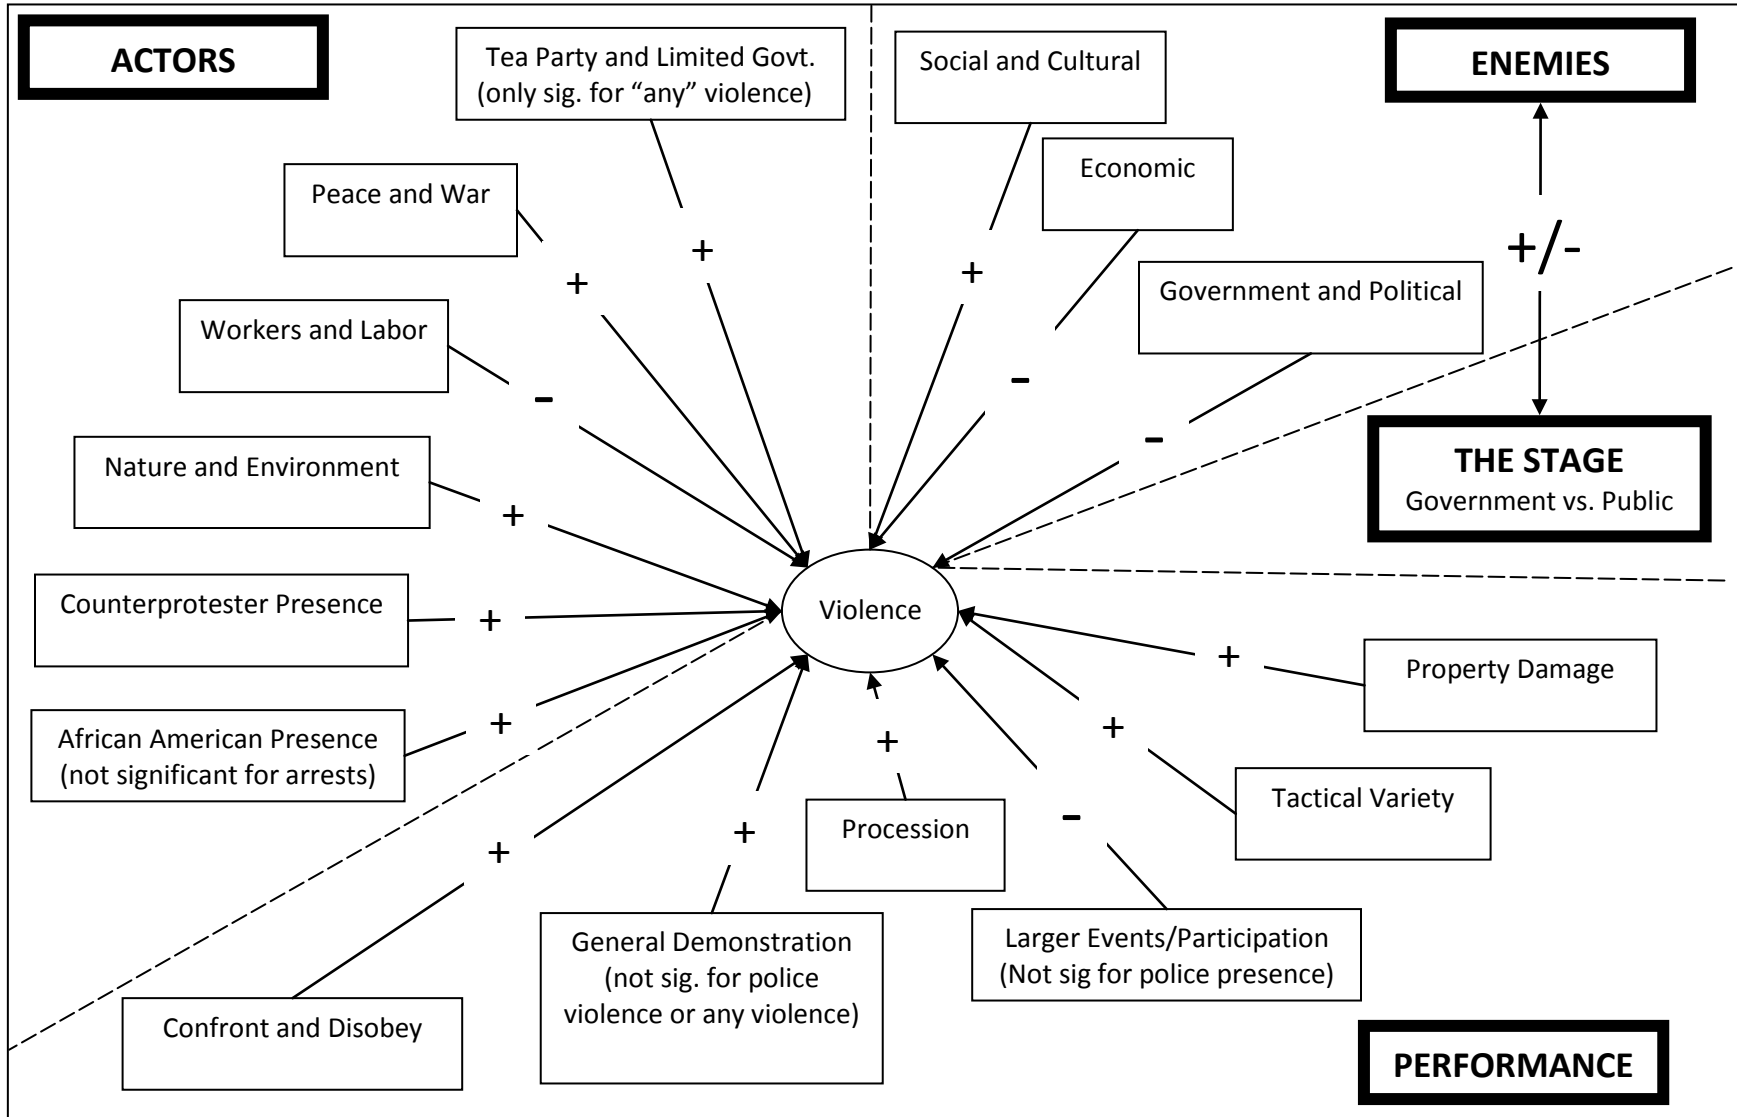 ACTORS
Tea Party and Limited Govt.
(only sig. for “any” violence)
Peace and War
+
+
Workers and Labor
-
Nature and Environment
+
Counterprotester Presence
+
African American Presence
(not significant for arrests)
+
ENEMIES
Social and Cultural
+
Economic
-
Government and Political
-
+/-
THE STAGE
Government vs. Public
Violence
Property Damage
+
Tactical Variety
+
Larger Events/Participation
(Not sig for police presence)
-
Procession
+
General Demonstration
(not sig. for police
violence or any violence)
+
Confront and Disobey
+
PERFORMANCE